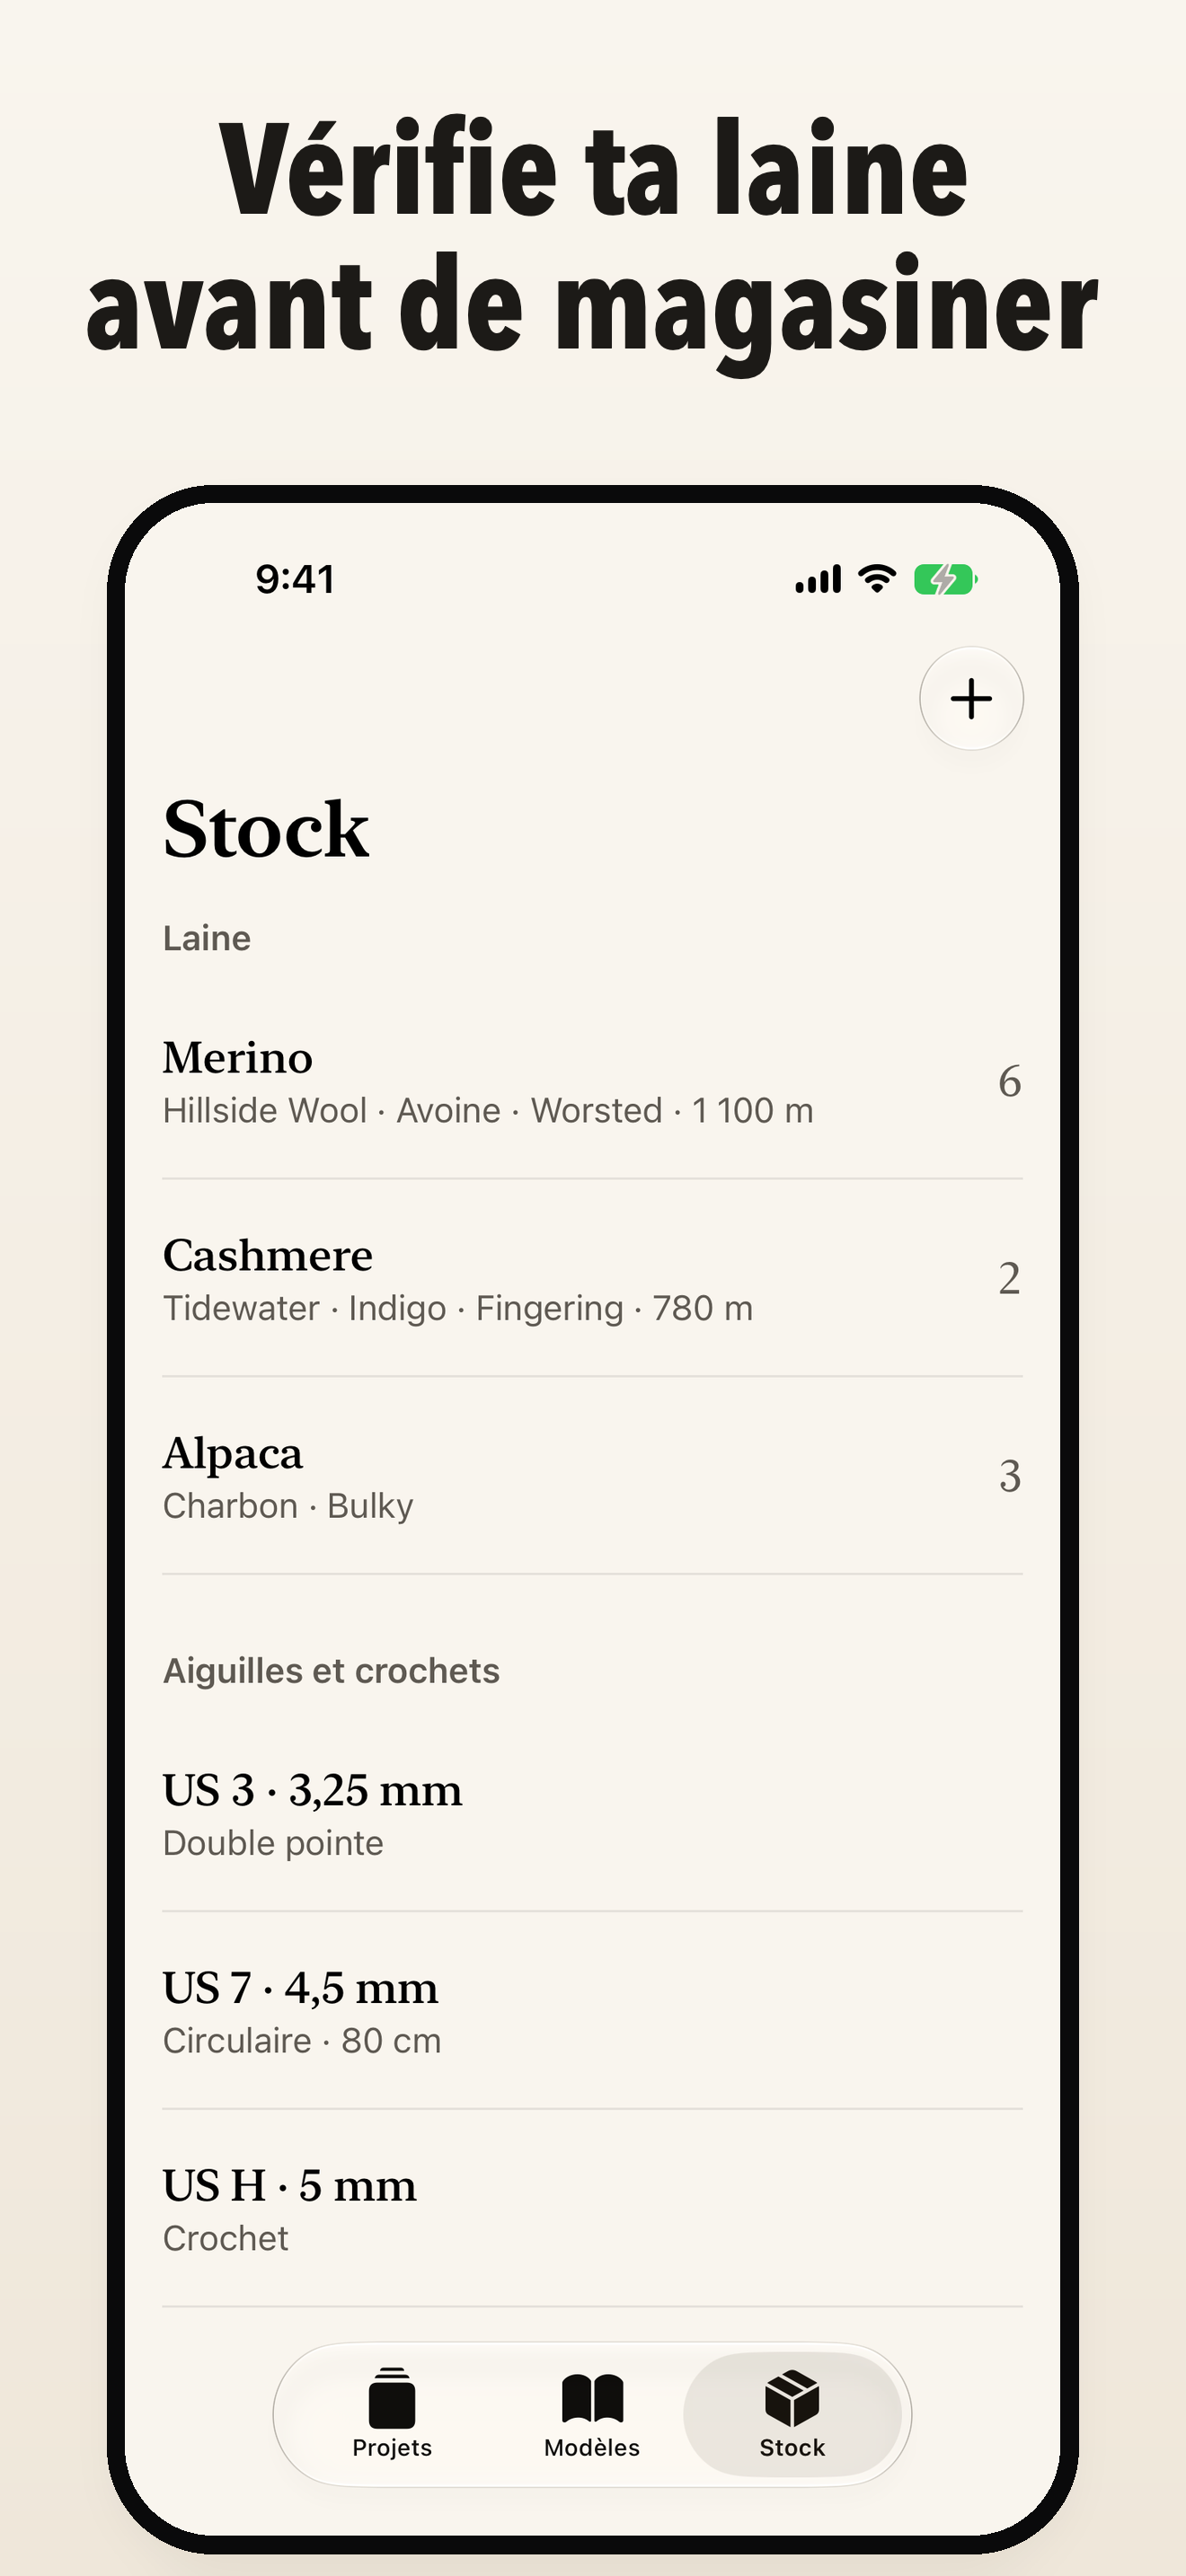 Vérifie ta laine
avant de magasiner
9:41
Stock
Laine
Merino
Hillside Wool · Avoine · Worsted · 1 100 m
6
Cashmere
Tidewater · Indigo · Fingering · 780 m
2
Alpaca
Charbon · Bulky
3
Aiguilles et crochets
US 3 · 3,25 mm
Double pointe
US 7 · 4,5 mm
Circulaire · 80 cm
US H · 5 mm
Crochet
Projets
Modèles
Stock